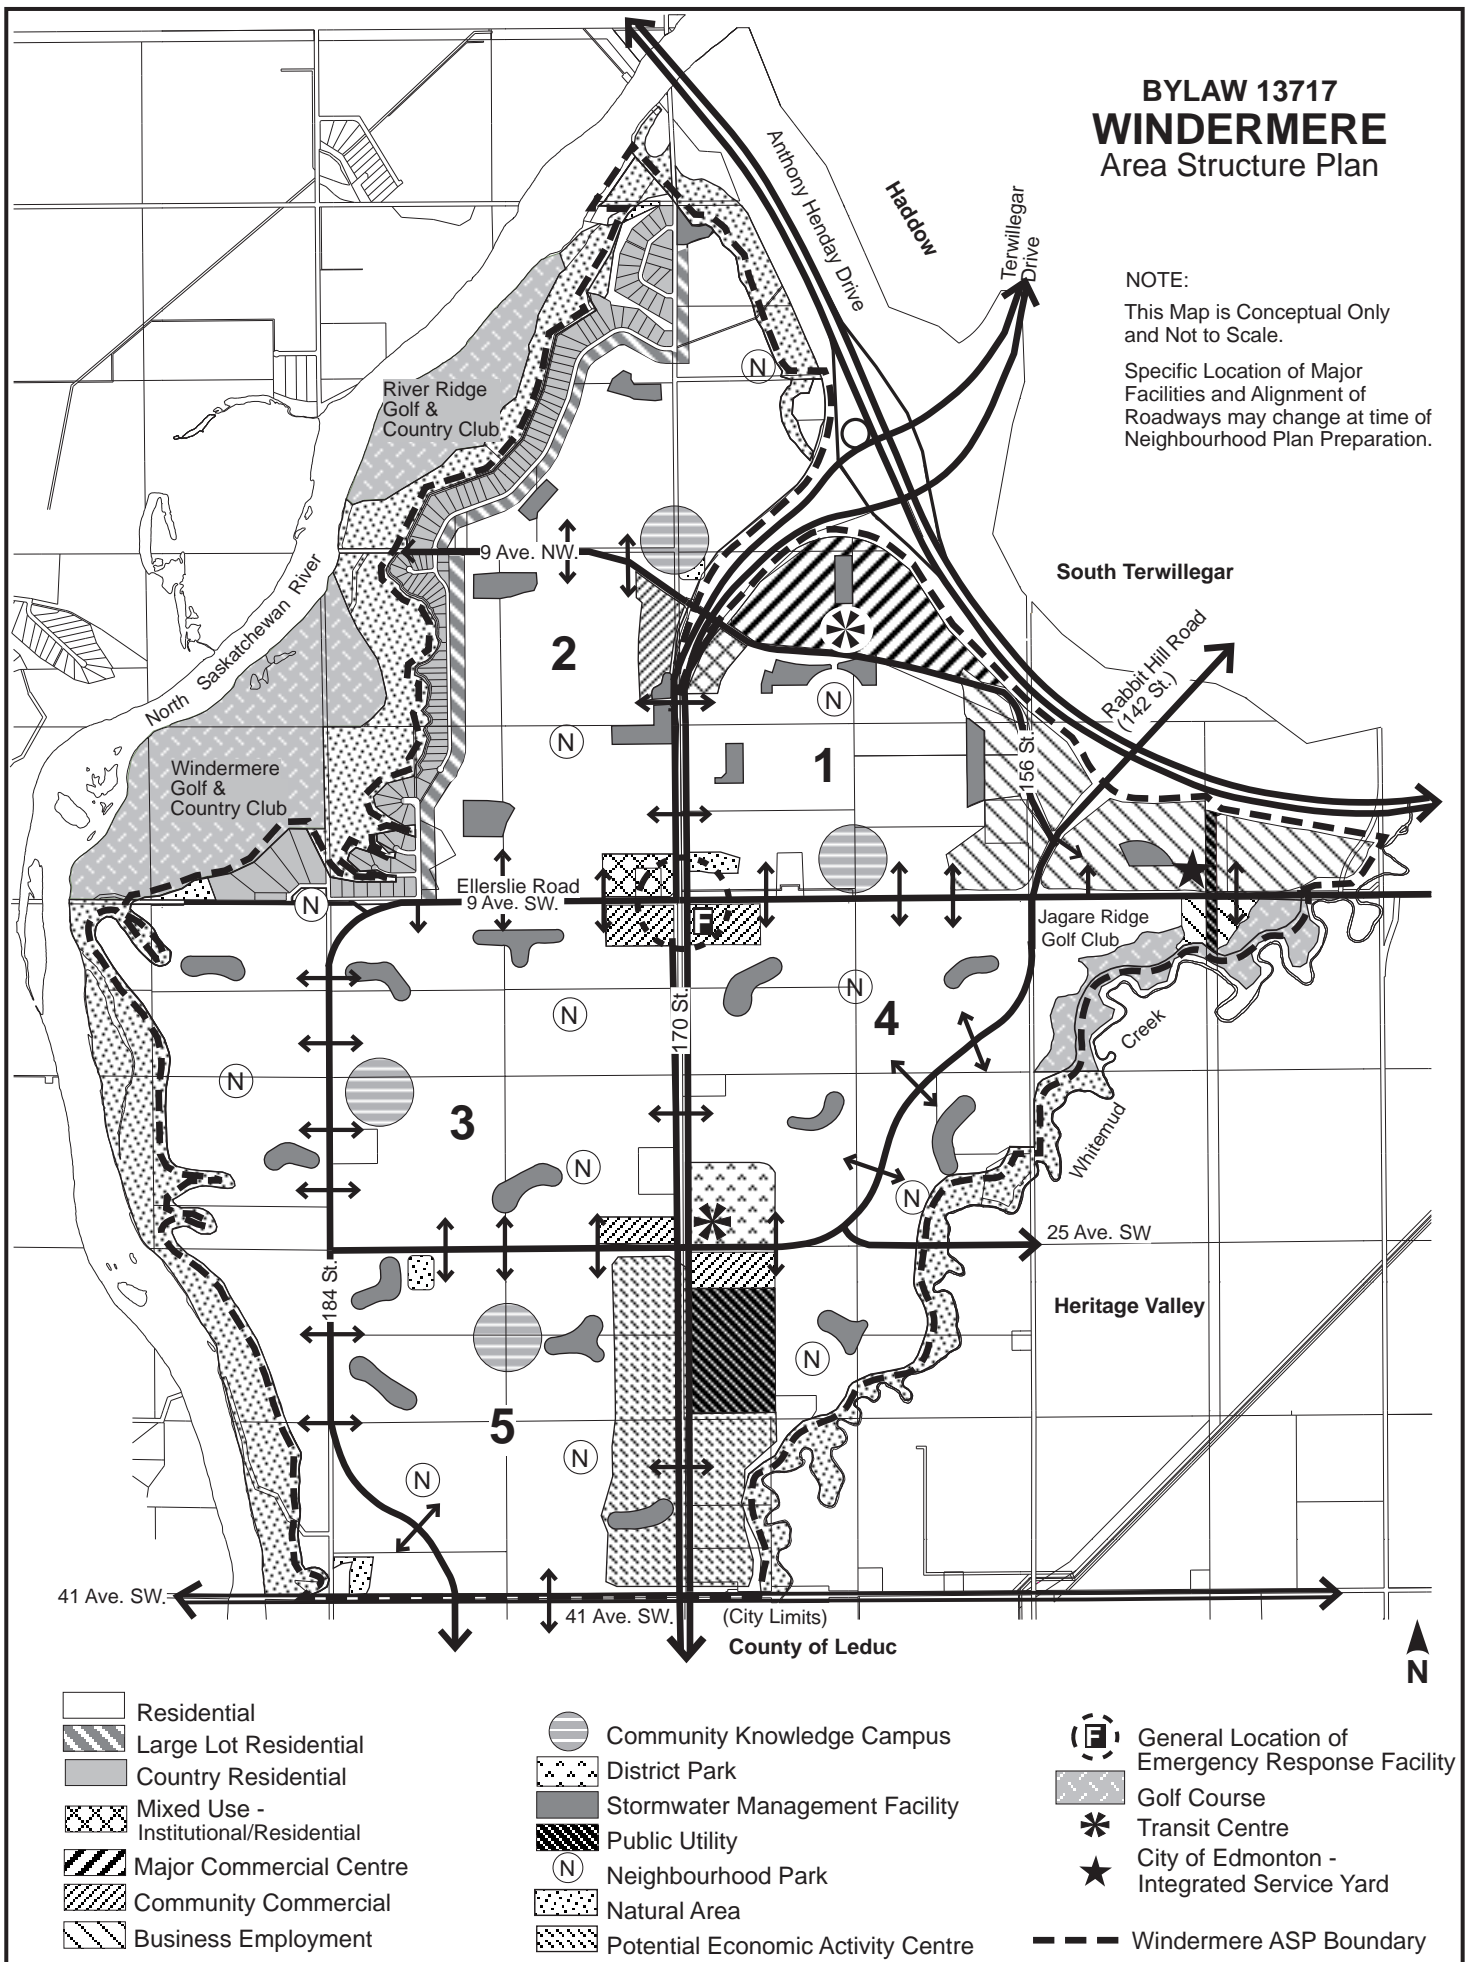 BYLAW 13717
WINDERMERE
Area Structure Plan
NOTE:
This Map is Conceptual Only
and Not to Scale.
Specific Location of Major
Facilities and Alignment of
Roadways may change at time of
Neighbourhood Plan Preparation.
Anthony Henday Drive
Haddow
Terwillegar
Drive
River Ridge
Golf &
Country Club
N
9 Ave. NW.
South Terwillegar
North Saskatchewan River
2
Rabbit Hill Road
(142 St.)
N
N
Windermere
Golf &
Country Club
1
156 St.
Ellerslie Road
9 Ave. SW.
N
F
Jagare Ridge
Golf Club
N
N
4
170 St.
Creek
N
3
Whitemud
N
N
25 Ave. SW
184 St.
Heritage Valley
N
5
N
N
41 Ave. SW.
41 Ave. SW.
(City Limits)
County of Leduc
N
Residential
Large Lot Residential
Country Residential
Mixed Use -
Institutional/Residential
Major Commercial Centre
Community Commercial
Business Employment
Community Knowledge Campus
District Park
Stormwater Management Facility
Public Utility
N
Neighbourhood Park
Natural Area
Potential Economic Activity Centre
F
General Location of
Emergency Response Facility
Golf Course
Transit Centre
City of Edmonton -
Integrated Service Yard
Windermere ASP Boundary